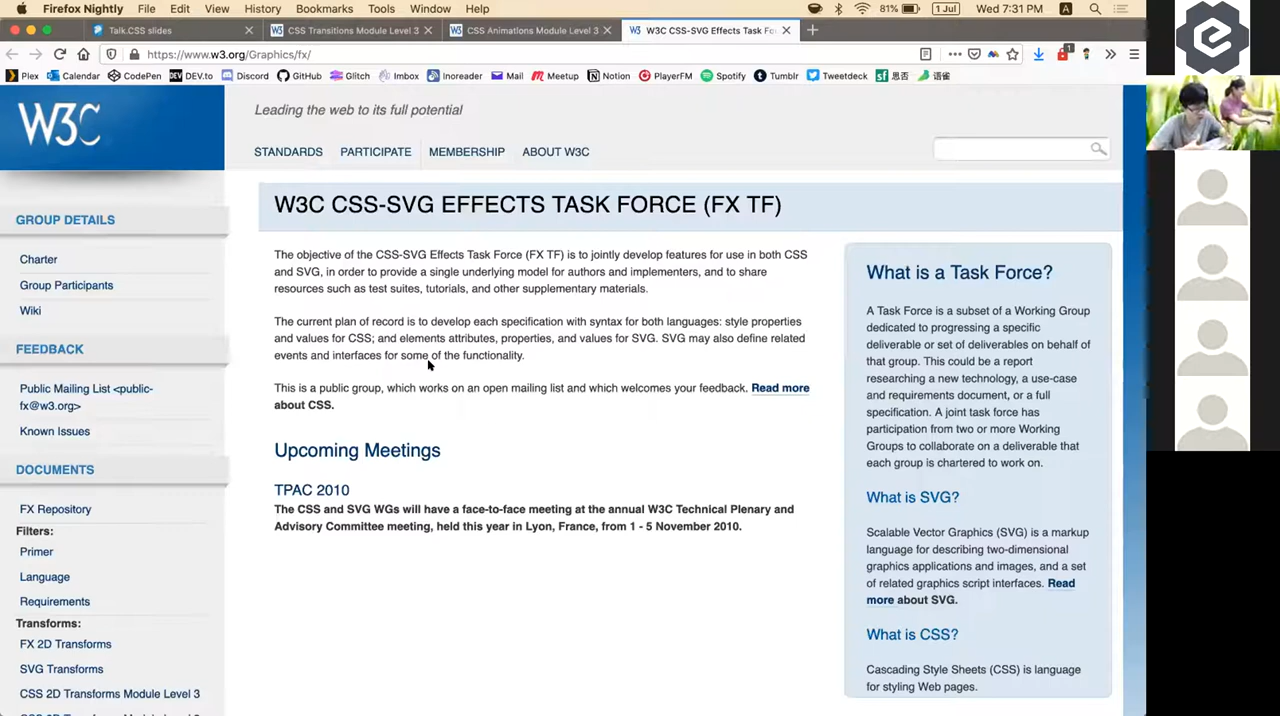 Firefox Nightly File Edit View History Bookmarks Tools Window Help 81% 1 Jul Wed 7:31 PM A
Talk.CSS slides CSS Transitions Module Level 3 CSS Animations Module Level 3 W3C CSS-SVG Effects Task Fo
https://www.w3.org/Graphics/fx/ 1
Plex Calendar CodePen DEV.to Discord GitHub Glitch Imbox Inoreader Mail Meetup Notion PlayerFM Spotify Tumblr Tweetdeck 思否 语雀
W3C
Leading the web to its full potential
STANDARDS PARTICIPATE MEMBERSHIP ABOUT W3C
GROUP DETAILS
Charter
Group Participants
Wiki
FEEDBACK
Public Mailing List <public-
fx@w3.org>
Known Issues
DOCUMENTS
FX Repository
Filters:
Primer
Language
Requirements
Transforms:
FX 2D Transforms
SVG Transforms
CSS 2D Transforms Module Level 3
W3C CSS-SVG EFFECTS TASK FORCE (FX TF)
The objective of the CSS-SVG Effects Task Force (FX TF) is to jointly develop features for use in both CSS
and SVG, in order to provide a single underlying model for authors and implementers, and to share
resources such as test suites, tutorials, and other supplementary materials.
The current plan of record is to develop each specification with syntax for both languages: style properties
and values for CSS; and elements attributes, properties, and values for SVG. SVG may also define related
events and interfaces for some of the functionality.
This is a public group, which works on an open mailing list and which welcomes your feedback. Read more
about CSS.
Upcoming Meetings
TPAC 2010
The CSS and SVG WGs will have a face-to-face meeting at the annual W3C Technical Plenary and
Advisory Committee meeting, held this year in Lyon, France, from 1 - 5 November 2010.
What is a Task Force?
A Task Force is a subset of a Working Group
dedicated to progressing a specific
deliverable or set of deliverables on behalf of
that group. This could be a report
researching a new technology, a use-case
and requirements document, or a full
specification. A joint task force has
participation from two or more Working
Groups to collaborate on a deliverable that
each group is chartered to work on.
What is SVG?
Scalable Vector Graphics (SVG) is a markup
language for describing two-dimensional
graphics applications and images, and a set
of related graphics script interfaces. Read
more about SVG.
What is CSS?
Cascading Style Sheets (CSS) is language
for styling Web pages.